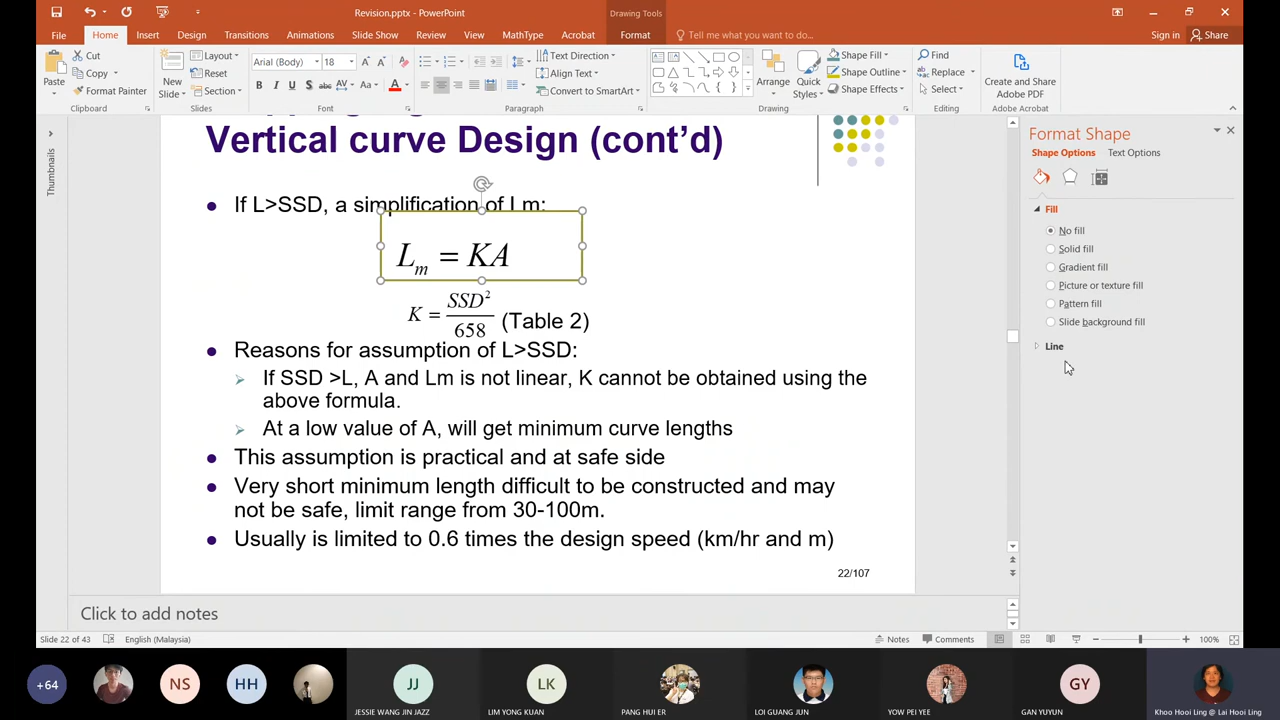 Revision.pptx - PowerPoint
Drawing Tools
File
Home
Insert
Design
Transitions
Animations
Slide Show
Review
View
MathType
Acrobat
Format
Tell me what you want to do...
Sign in
Share
Paste
Cut
Copy
Format Painter
Clipboard
New Slide
Layout
Reset
Section
Slides
Arial (Body)
18
Font
Text Direction
Align Text
Convert to SmartArt
Paragraph
Arrange
Quick Styles
Shape Fill
Shape Outline
Shape Effects
Drawing
Find
Replace
Select
Editing
Create and Share Adobe PDF
Adobe Acrobat
Thumbnails
Vertical curve Design (cont’d)
If L>SSD, a simplification of Lm:
L_m = KA
K = SSD²/658 (Table 2)
Reasons for assumption of L>SSD:
If SSD >L, A and Lm is not linear, K cannot be obtained using the
above formula.
At a low value of A, will get minimum curve lengths
This assumption is practical and at safe side
Very short minimum length difficult to be constructed and may
not be safe, limit range from 30-100m.
Usually is limited to 0.6 times the design speed (km/hr and m)
22/107
Format Shape
Shape Options
Text Options
Fill
No fill
Solid fill
Gradient fill
Picture or texture fill
Pattern fill
Slide background fill
Line
Click to add notes
Slide 22 of 43
English (Malaysia)
Notes
Comments
100%
+64
NS
HH
JJ
JESSIE WANG JIN JAZZ
LK
LIM YONG KUAN
PANG HUI ER
LOI GUANG JUN
YOW PEI YEE
GY
GAN YUYUN
Khoo Hooi Ling @ Lai Hooi Ling